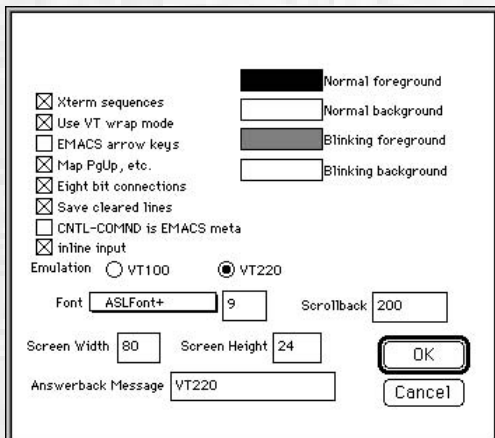 Normal foreground
Xterm sequences
Normal background
Use VT wrap mode
EMACS arrow keys
Blinking foreground
Map PgUp, etc.
Blinking background
Eight bit connections
Save cleared lines
CNTL-COMND is EMACS meta
inline input
Emulation VT100 VT220
Font ASLFont+ 9 Scrollback 200
Screen Width 80 Screen Height 24 OK
Answerback Message VT220 Cancel